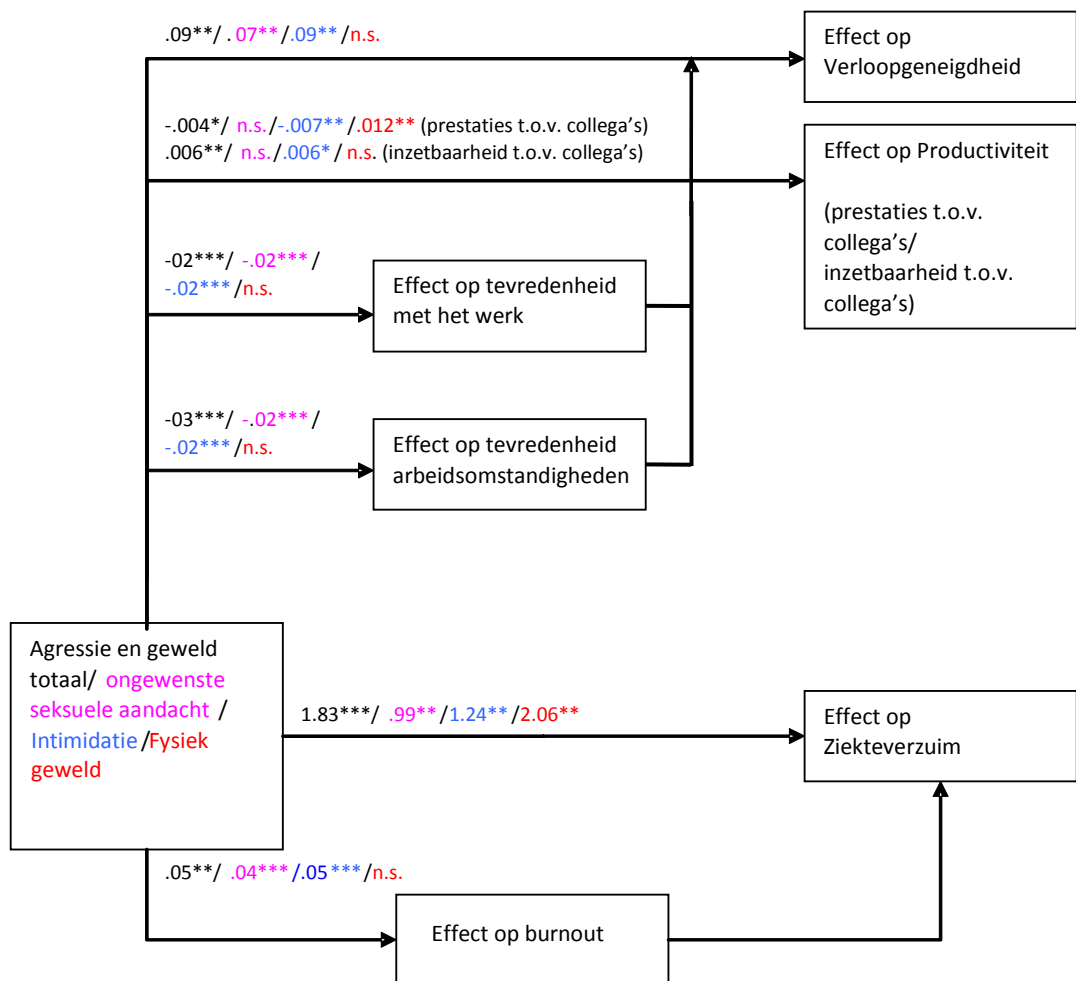 .09**/ .07**/.09**/n.s.
Effect op
Verloopgeneigdheid
-.004*/ n.s./-.007**/.012** (prestaties t.o.v. collega's)
.006**/ n.s./.006*/ n.s. (inzetbaarheid t.o.v. collega's)
Effect op Productiviteit
(prestaties t.o.v.
collega's/
inzetbaarheid t.o.v.
collega's)
-02***/ -.02***/
-.02***/n.s.
Effect op tevredenheid
met het werk
-03***/ -.02***/
-.02***/n.s.
Effect op tevredenheid
arbeidsomstandigheden
Agressie en geweld
totaal/ ongewenste
seksuele aandacht /
Intimidatie/Fysiek
geweld
1.83***/ .99**/1.24**/2.06**
Effect op
Ziekteverzuim
.05**/ .04***/.05***/n.s.
Effect op burnout